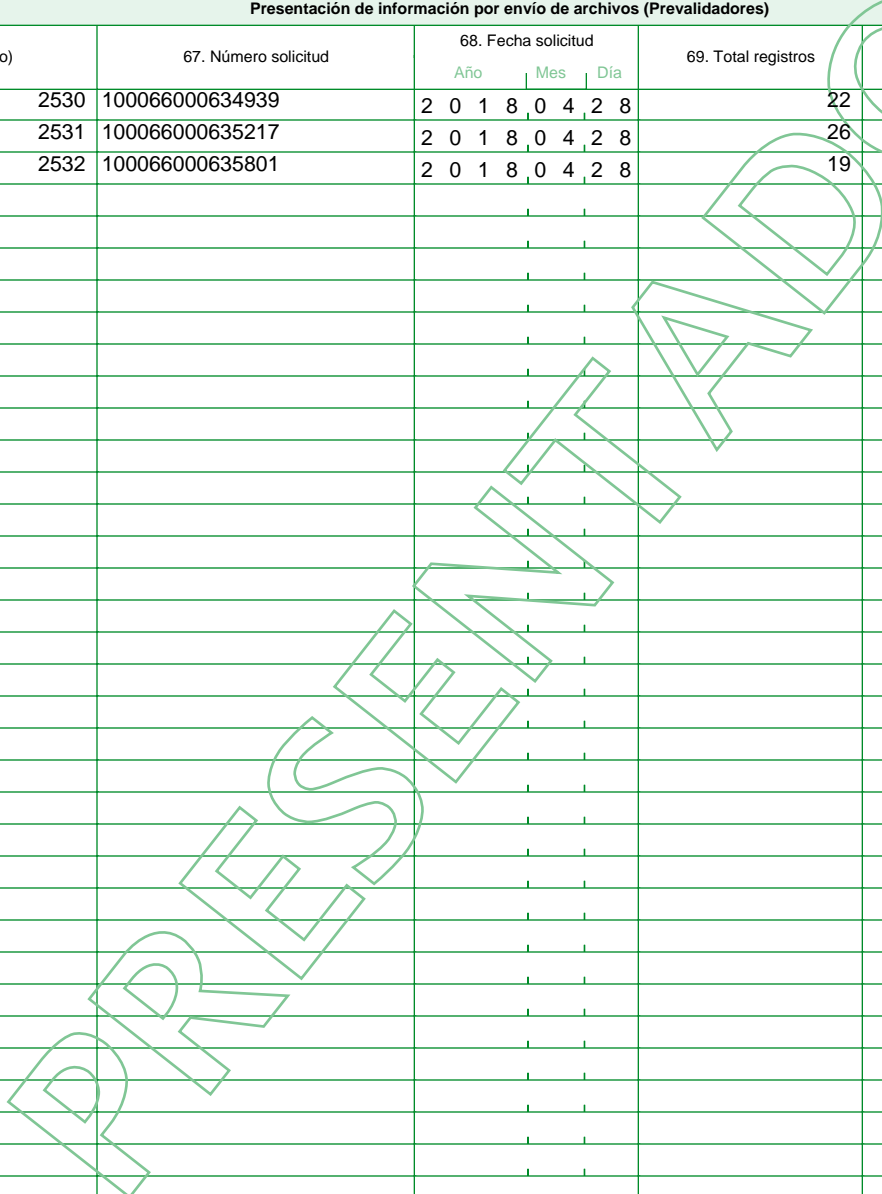 Presentación de información por envío de archivos (Prevalidadores)
o) 67. Número solicitud 68. Fecha solicitud 69. Total registros
Año Mes Día
2530 100066000634939 2 0 1 8 0 4 2 8 22
2531 100066000635217 2 0 1 8 0 4 2 8 26
2532 100066000635801 2 0 1 8 0 4 2 8 19
PRESENTADO